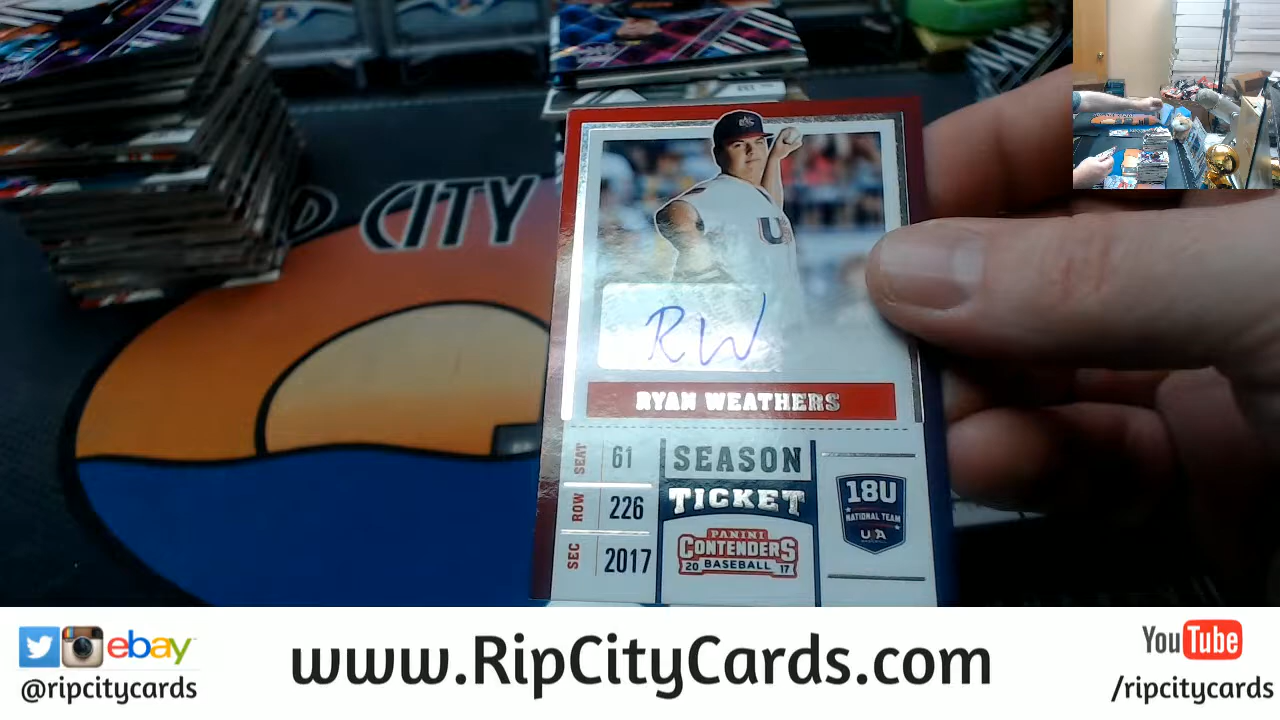 CITY
U
RW
RYAN WEATHERS
SEAT 61
ROW 226
SEC 2017
SEASON
TICKET
PANINI
CONTENDERS
20 BASEBALL 17
18U
NATIONAL TEAM
USA
BASEBALL
ebay
@ripcitycards
www.RipCityCards.com
YouTube
/ripcitycards